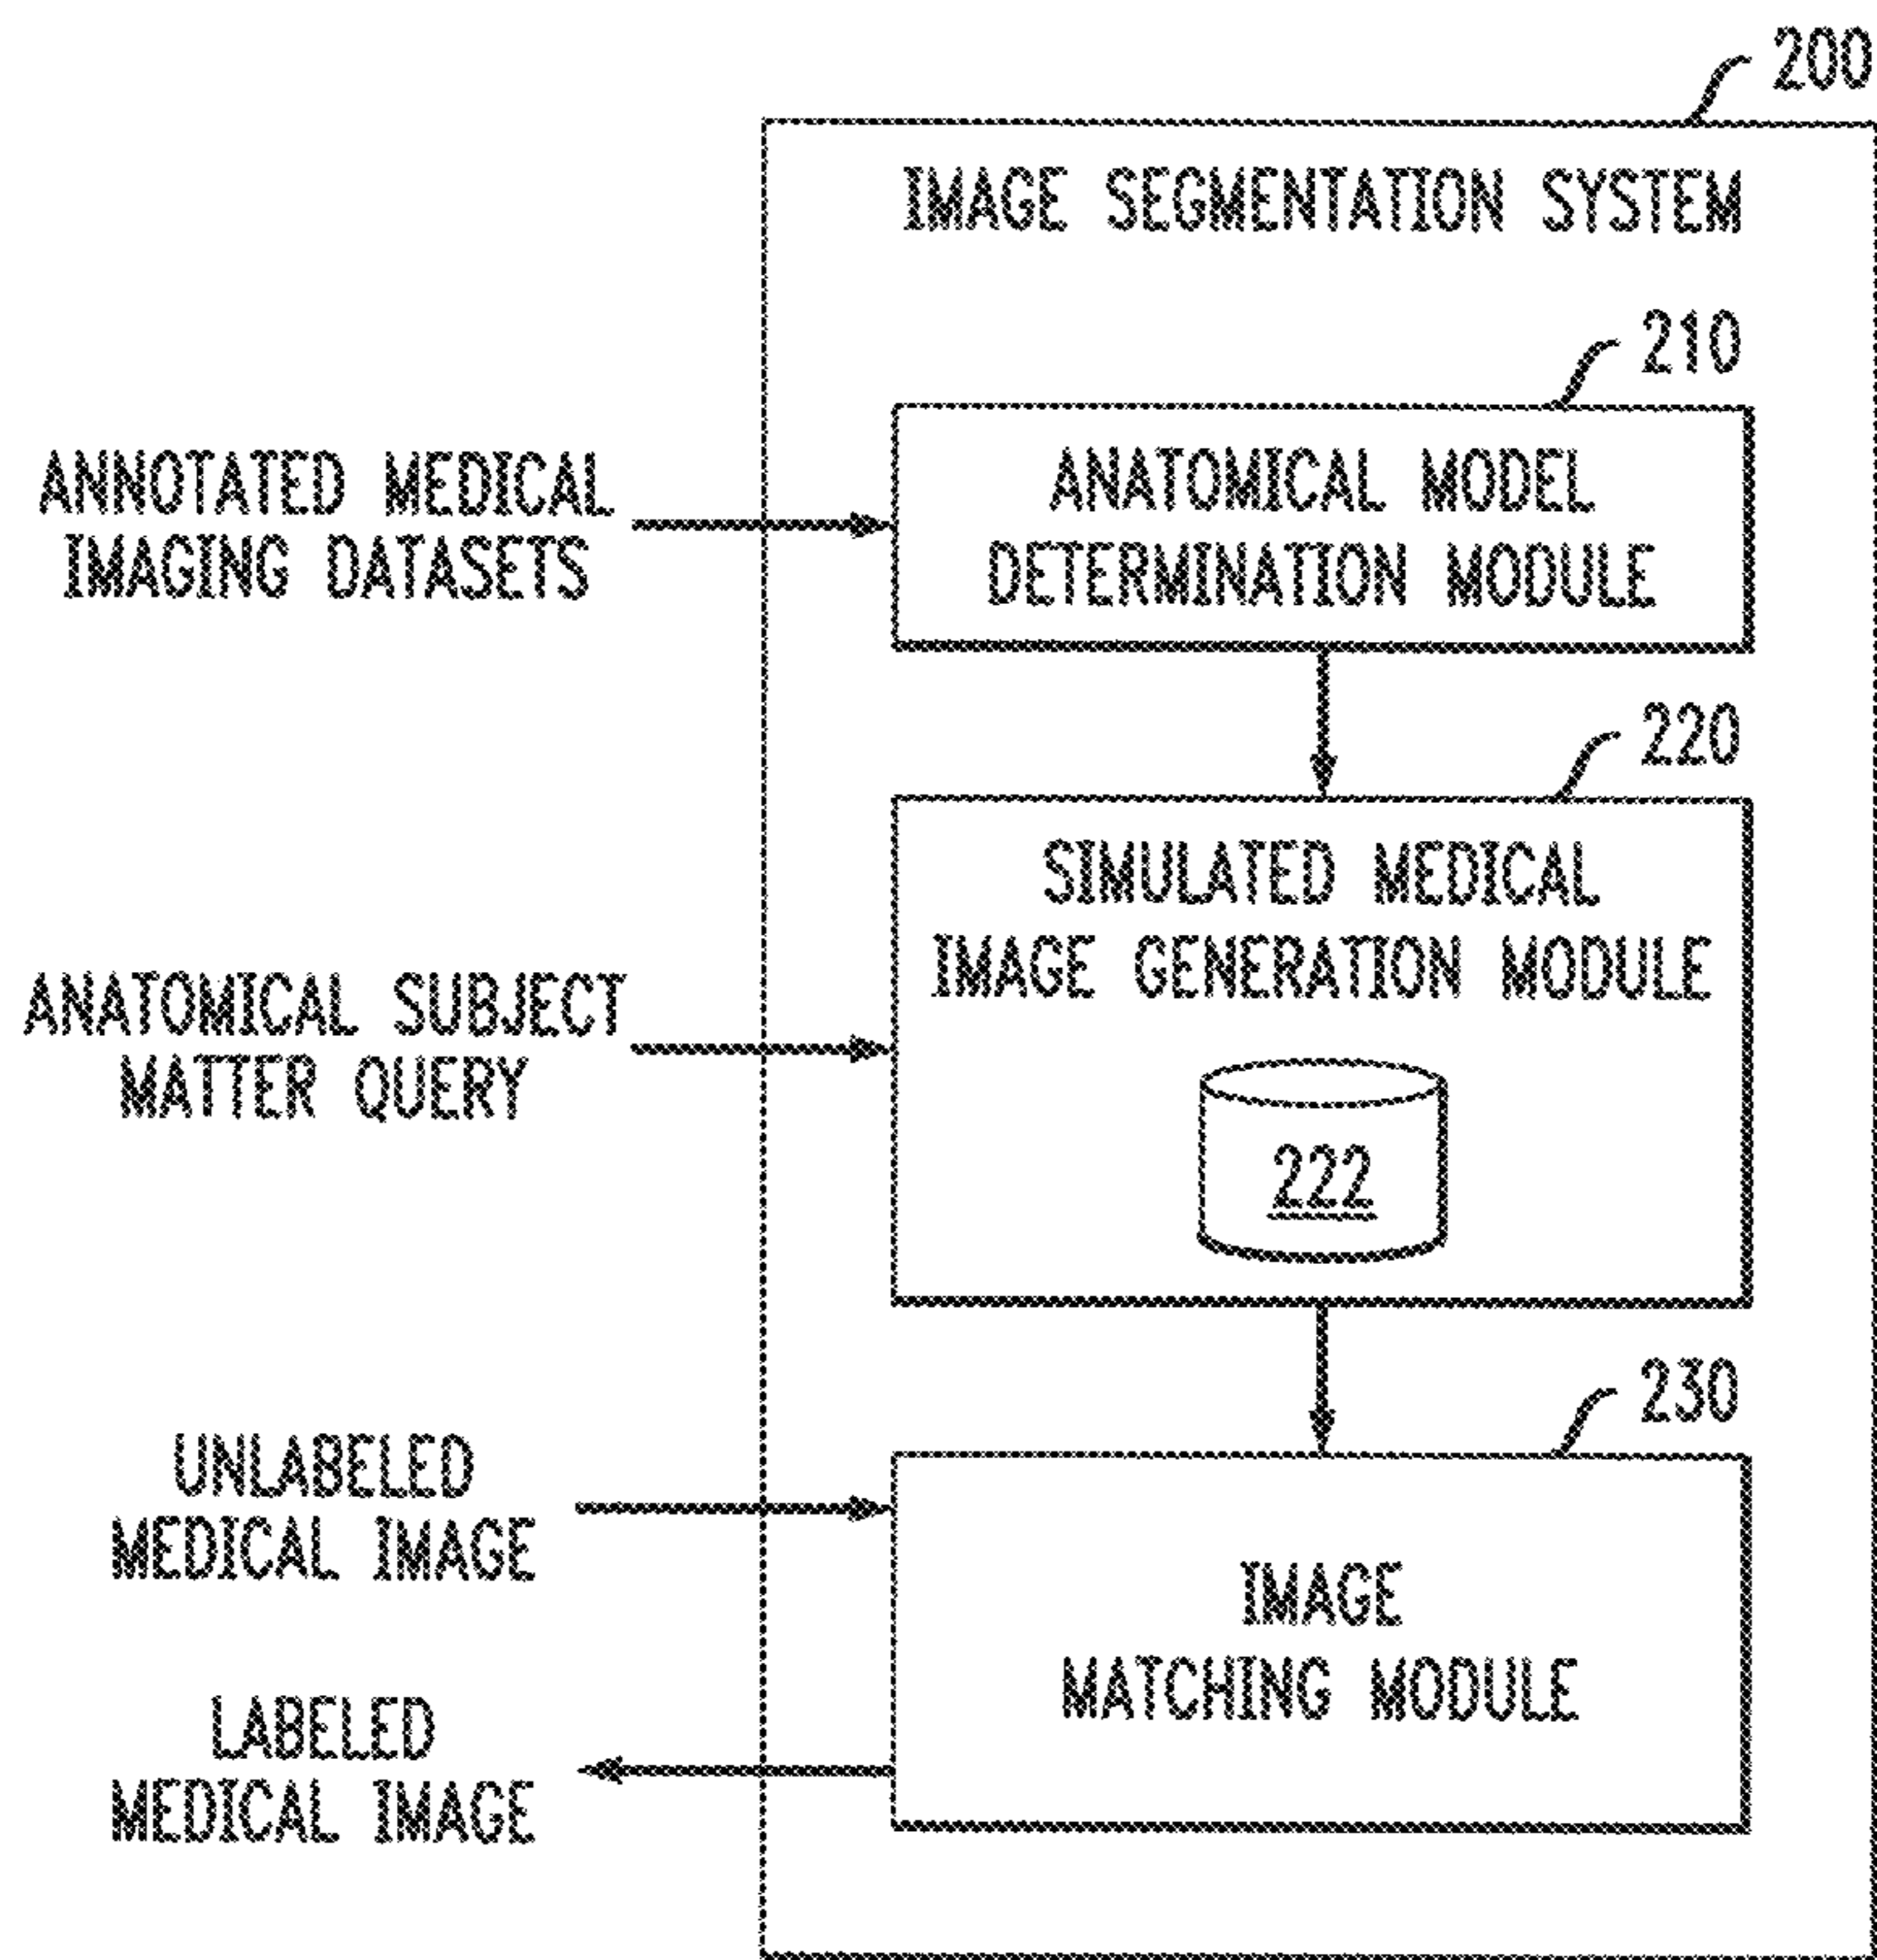 200
IMAGE SEGMENTATION SYSTEM
210
ANNOTATED MEDICAL
IMAGING DATASETS
ANATOMICAL MODEL
DETERMINATION MODULE
220
SIMULATED MEDICAL
IMAGE GENERATION MODULE
ANATOMICAL SUBJECT
MATTER QUERY
222
230
UNLABELED
MEDICAL IMAGE
IMAGE
MATCHING MODULE
LABELED
MEDICAL IMAGE